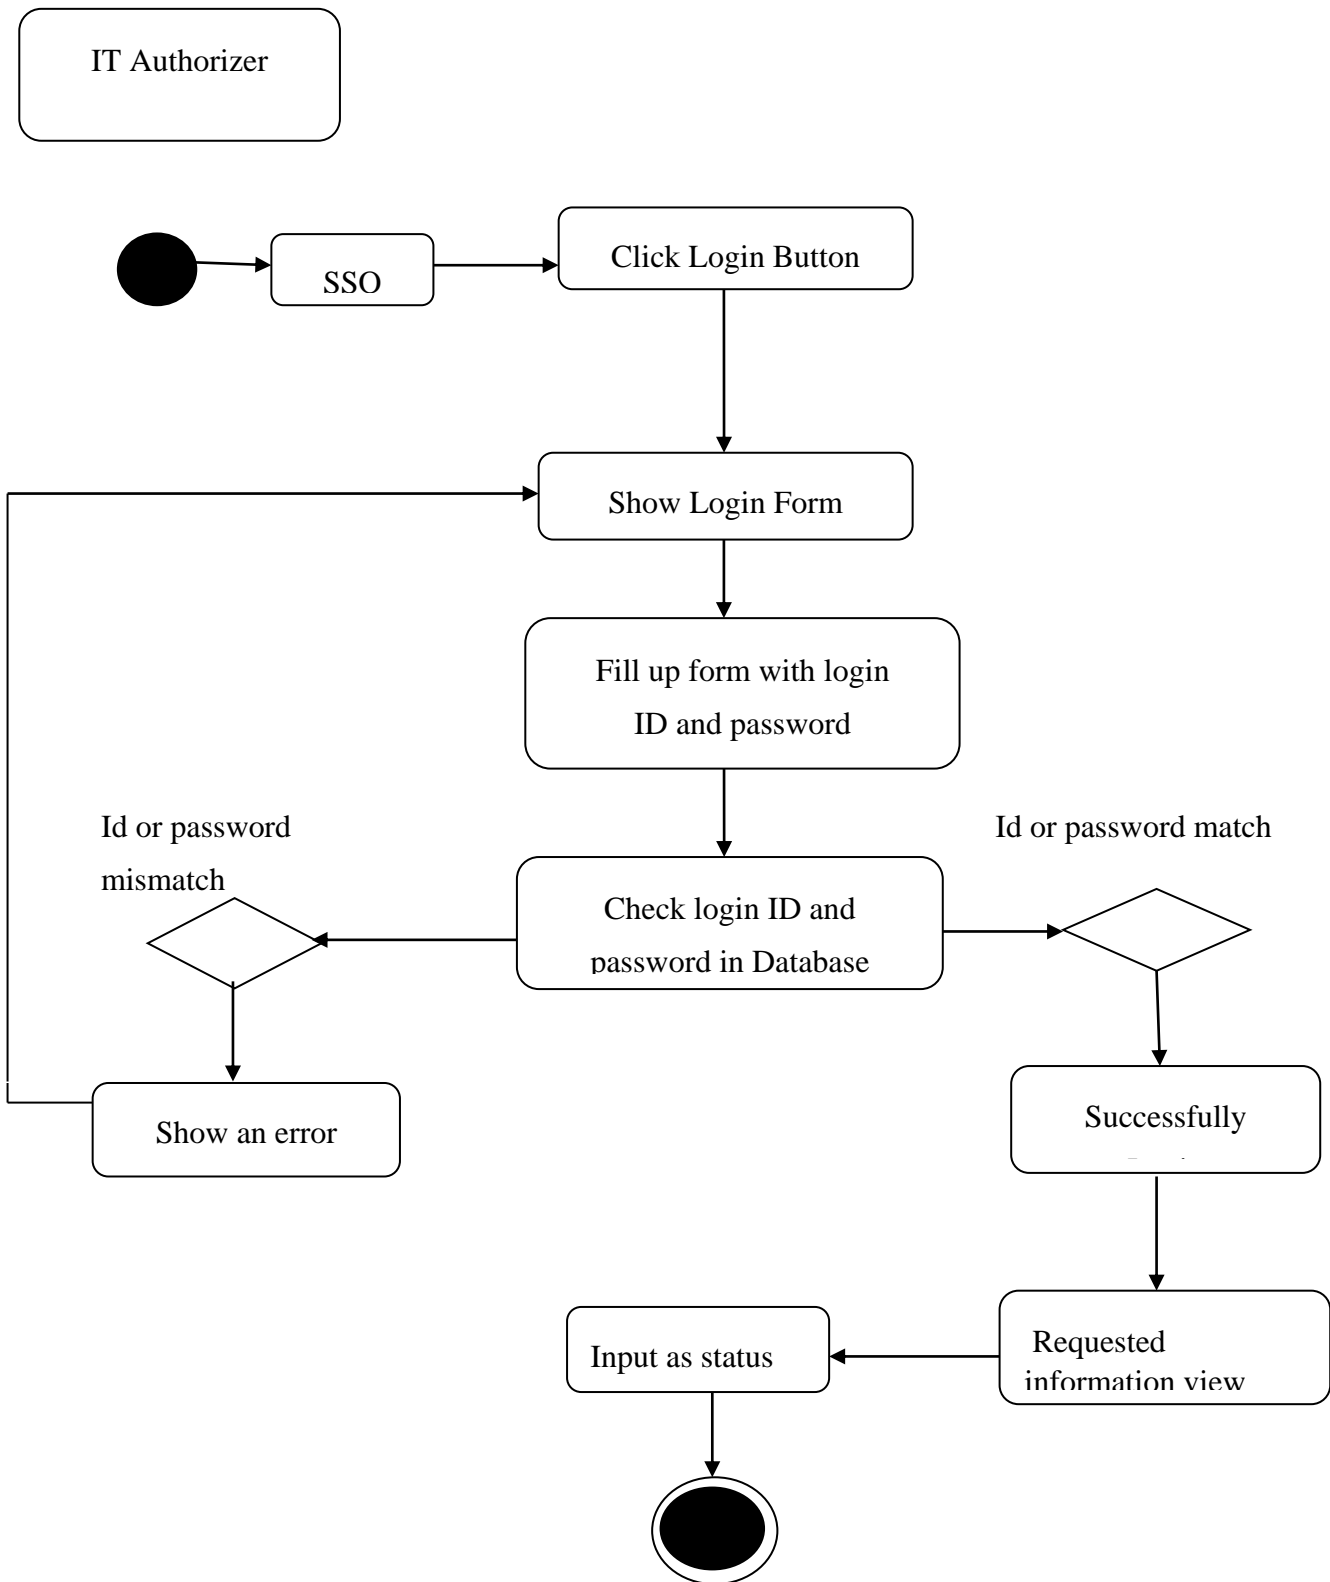 IT Authorizer
SSO
Click Login Button
Show Login Form
Fill up form with login
ID and password
Id or password
mismatch
Id or password match
Check login ID and
password in Database
Show an error
Successfully
Requested
information view
Input as status